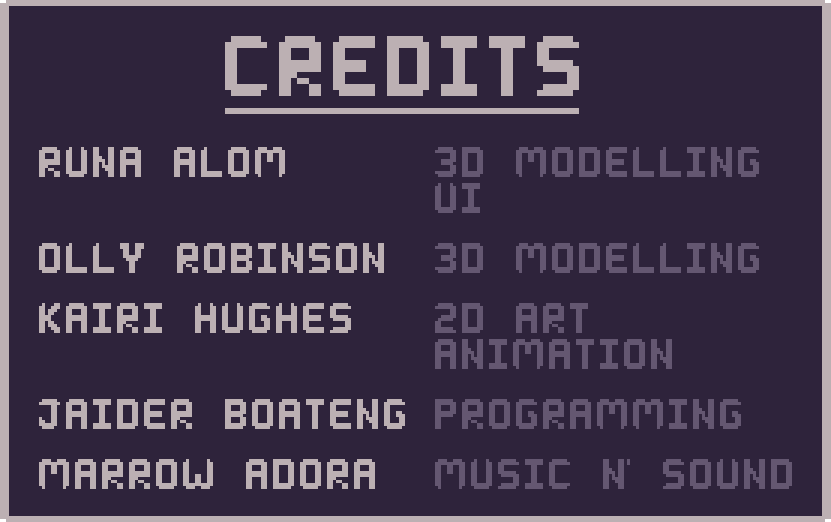 CREDITS
RUNA ALOM 3D MODELLING
UI
OLLY ROBINSON 3D MODELLING
KAIRI HUGHES 2D ART
ANIMATION
JAIDER BOATENG PROGRAMMING
MARROW ADORA MUSIC N' SOUND